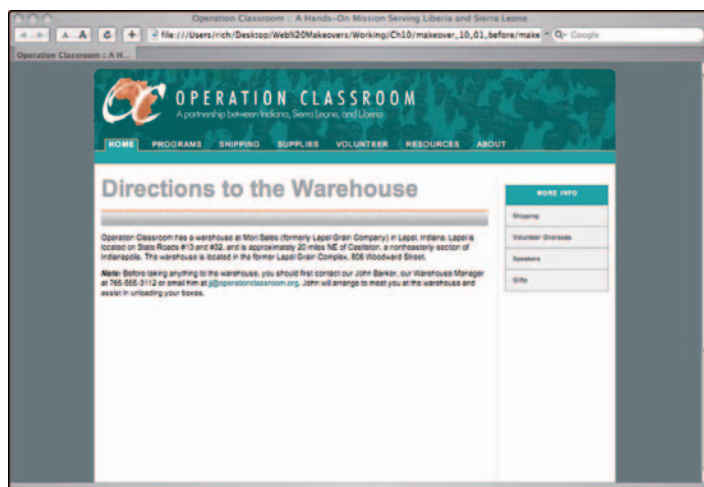 Operation Classroom :: A Hands-On Mission Serving Liberia and Sierra Leone
A A
file:///Users/rich/Desktop/Web%20Makeovers/Working/Ch10/makeover_10_01_before/make
Q- Google
Operation Classroom :: A H...
OC OPERATION CLASSROOM
A partnership between Indiana, Sierra Leone, and Liberia
HOME PROGRAMS SHIPPING SUPPLIES VOLUNTEER RESOURCES ABOUT
Directions to the Warehouse
MORE INFO
Shipping
Volunteer Overseas
Speakers
Gifts
Operation Classroom has a warehouse at Mori Sales (formerly Lapel Grain Company) in Lapel, Indiana. Lapel is
located on State Roads #13 and #32, and is approximately 20 miles NE of Castleton, a northeasterly section of
Indianapolis. The warehouse is located in the former Lapel Grain Complex, 806 Woodward Street.
Note: Before taking anything to the warehouse, you should first contact our John Barker, our Warehouse Manager
at 765-555-3112 or email him at jj@operationclassroom.org. John will arrange to meet you at the warehouse and
assist in unloading your boxes.